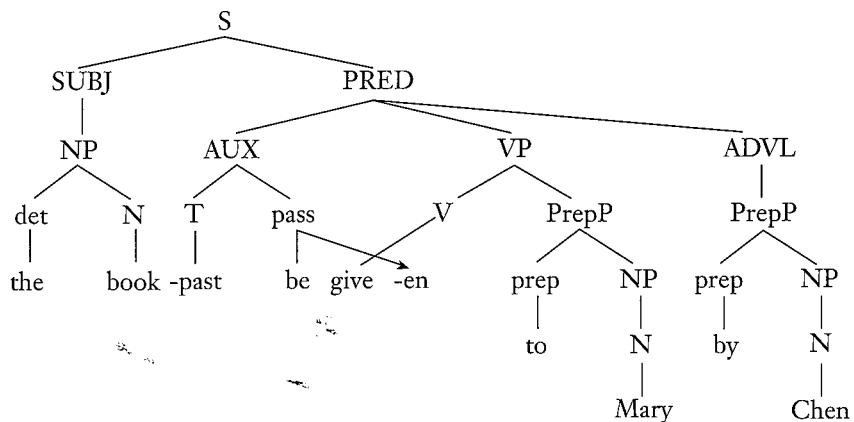 S
SUBJ PRED
NP AUX VP ADVL
det N T pass V PrepP PrepP
the book -past be give -en prep NP prep NP
to N by N
Mary Chen